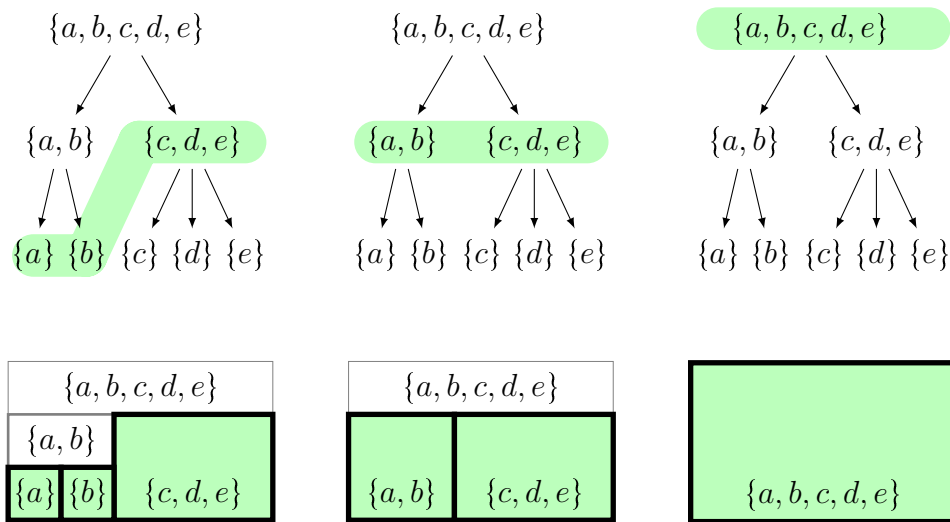 {a, b, c, d, e} {a, b, c, d, e} {a, b, c, d, e}
{a, b} {c, d, e} {a, b} {c, d, e} {a, b} {c, d, e}
{a} {b} {c} {d} {e} {a} {b} {c} {d} {e} {a} {b} {c} {d} {e}
{a, b, c, d, e} {a, b, c, d, e}
{a, b}
{a} {b} {c, d, e} {a, b} {c, d, e} {a, b, c, d, e}